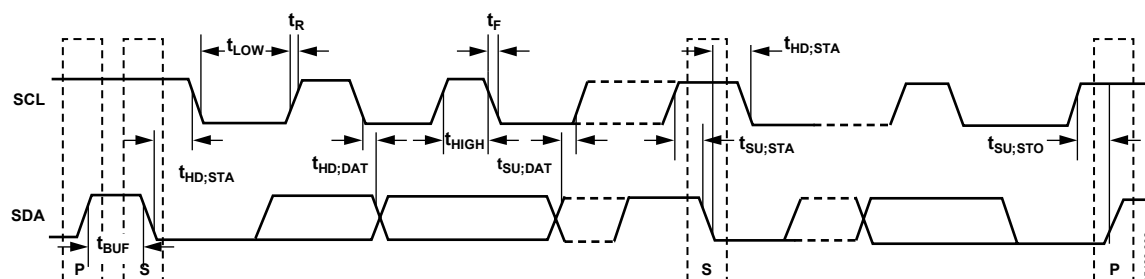 tR
tF
tLOW
tHD;STA
SCL
tHIGH
tSU;STA
tSU;STO
tHD;STA
tHD;DAT
tSU;DAT
SDA
tBUF
P
S
S
P